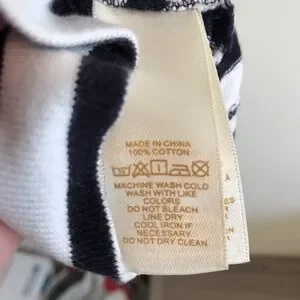 MADE IN CHINA
100% COTTON
MACHINE WASH COLD
WASH WITH LIKE
COLORS
DO NOT BLEACH
LINE DRY
COOL IRON IF
NECESSARY
DO NOT DRY CLEAN